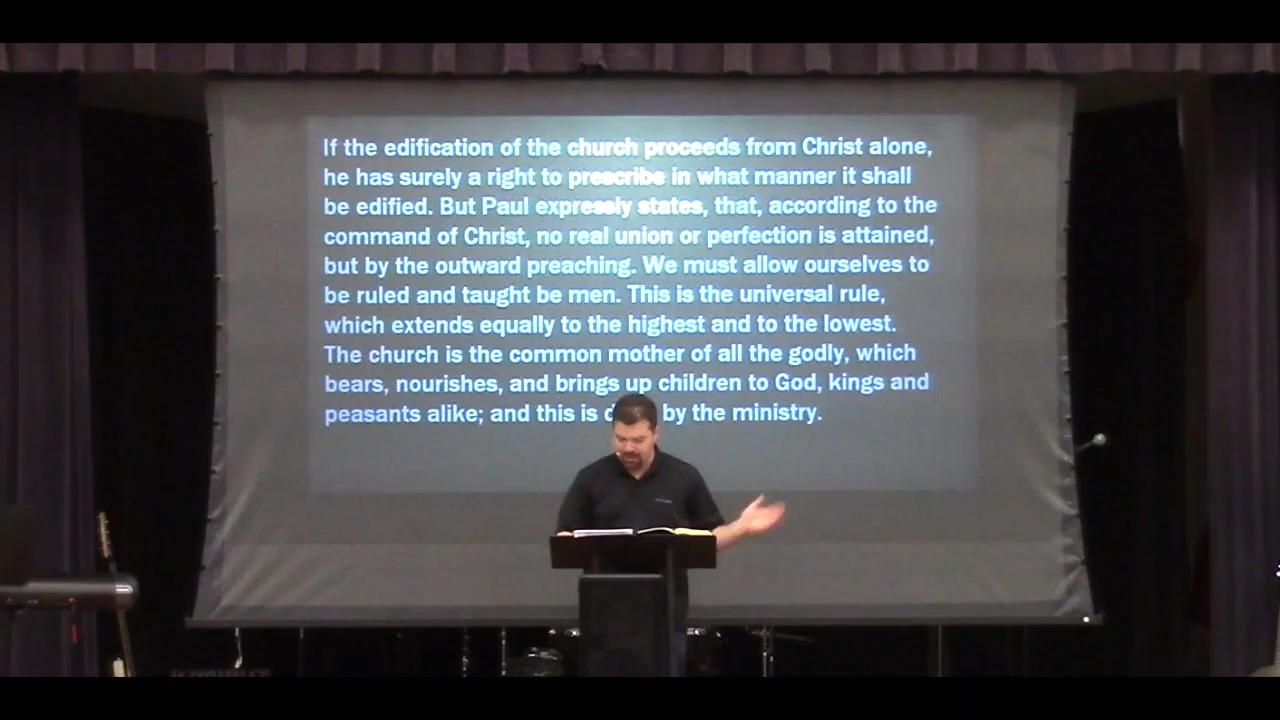 If the edification of the church proceeds from Christ alone,
he has surely a right to prescribe in what manner it shall
be edified. But Paul expressly states, that, according to the
command of Christ, no real union or perfection is attained,
but by the outward preaching. We must allow ourselves to
be ruled and taught be men. This is the universal rule,
which extends equally to the highest and to the lowest.
The church is the common mother of all the godly, which
bears, nourishes, and brings up children to God, kings and
peasants alike; and this is by the ministry.